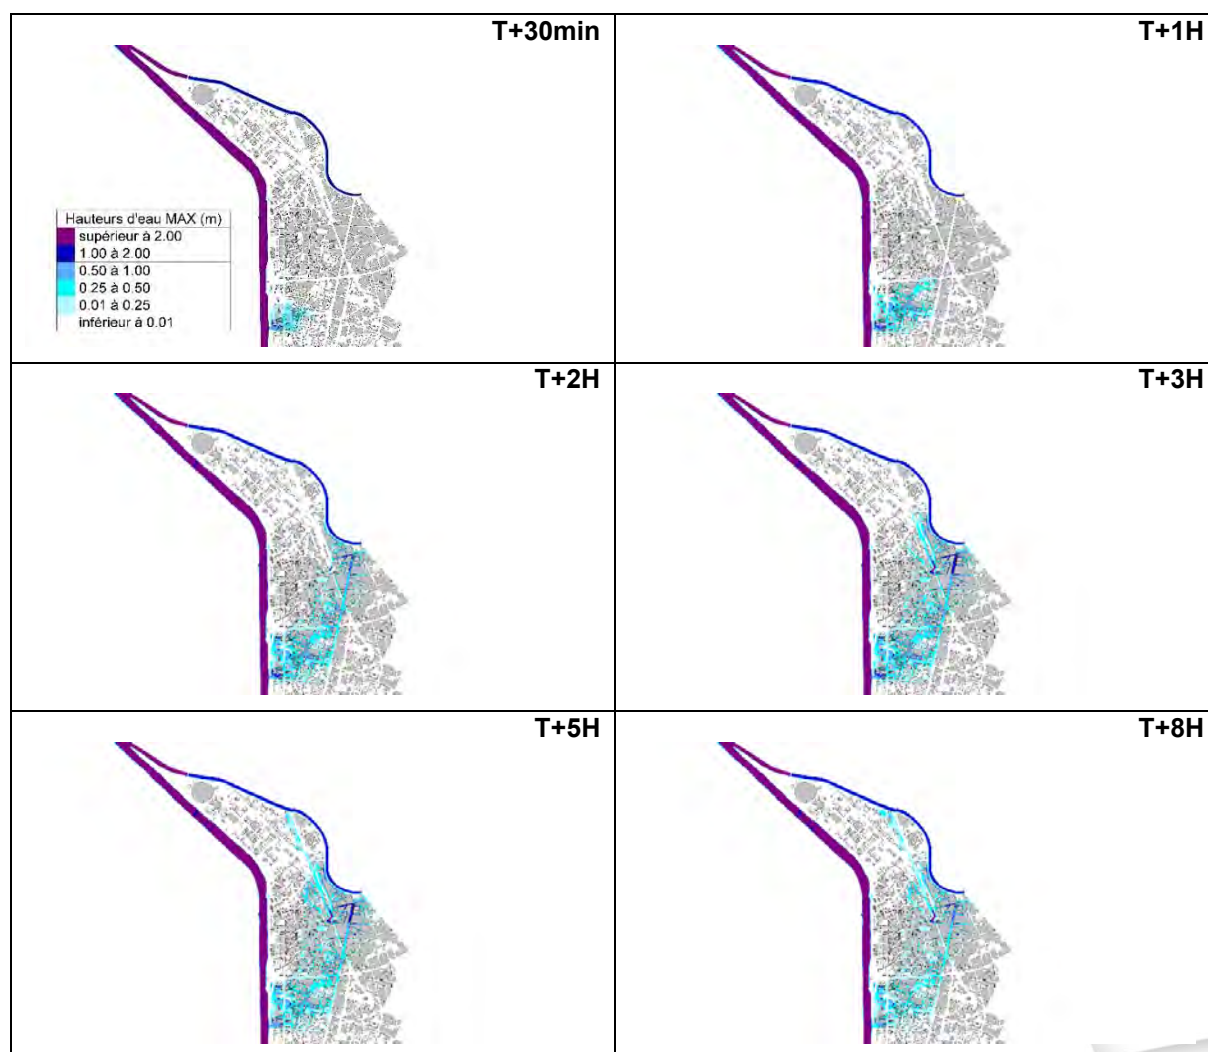 T+30min
T+1H
Hauteurs d'eau MAX (m)
supérieur à 2.00
1.00 à 2.00
0.50 à 1.00
0.25 à 0.50
0.01 à 0.25
inférieur à 0.01
T+2H
T+3H
T+5H
T+8H